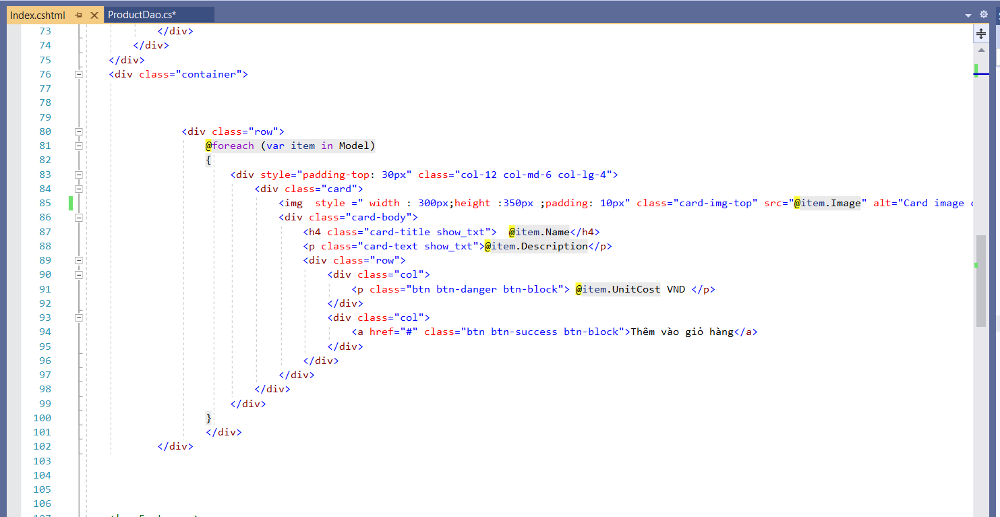 Index.cshtml ProductDao.cs*
73 </div>
74 </div>
75 </div>
76 <div class="container">
77
78
79
80 <div class="row">
81 @foreach (var item in Model)
82 {
83 <div style="padding-top: 30px" class="col-12 col-md-6 col-lg-4">
84 <div class="card">
85 <img  style =" width : 300px;height :350px ;padding: 10px" class="card-img-top" src="@item.Image" alt="Card image
86 <div class="card-body">
87 <h4 class="card-title show_txt">  @item.Name</h4>
88 <p class="card-text show_txt">@item.Description</p>
89 <div class="row">
90 <div class="col">
91 <p class="btn btn-danger btn-block"> @item.UnitCost VND </p>
92 </div>
93 <div class="col">
94 <a href="#" class="btn btn-success btn-block">Thêm vào giỏ hàng</a>
95 </div>
96 </div>
97 </div>
98 </div>
99 </div>
100 }
101 </div>
102 </div>
103
104
105
106